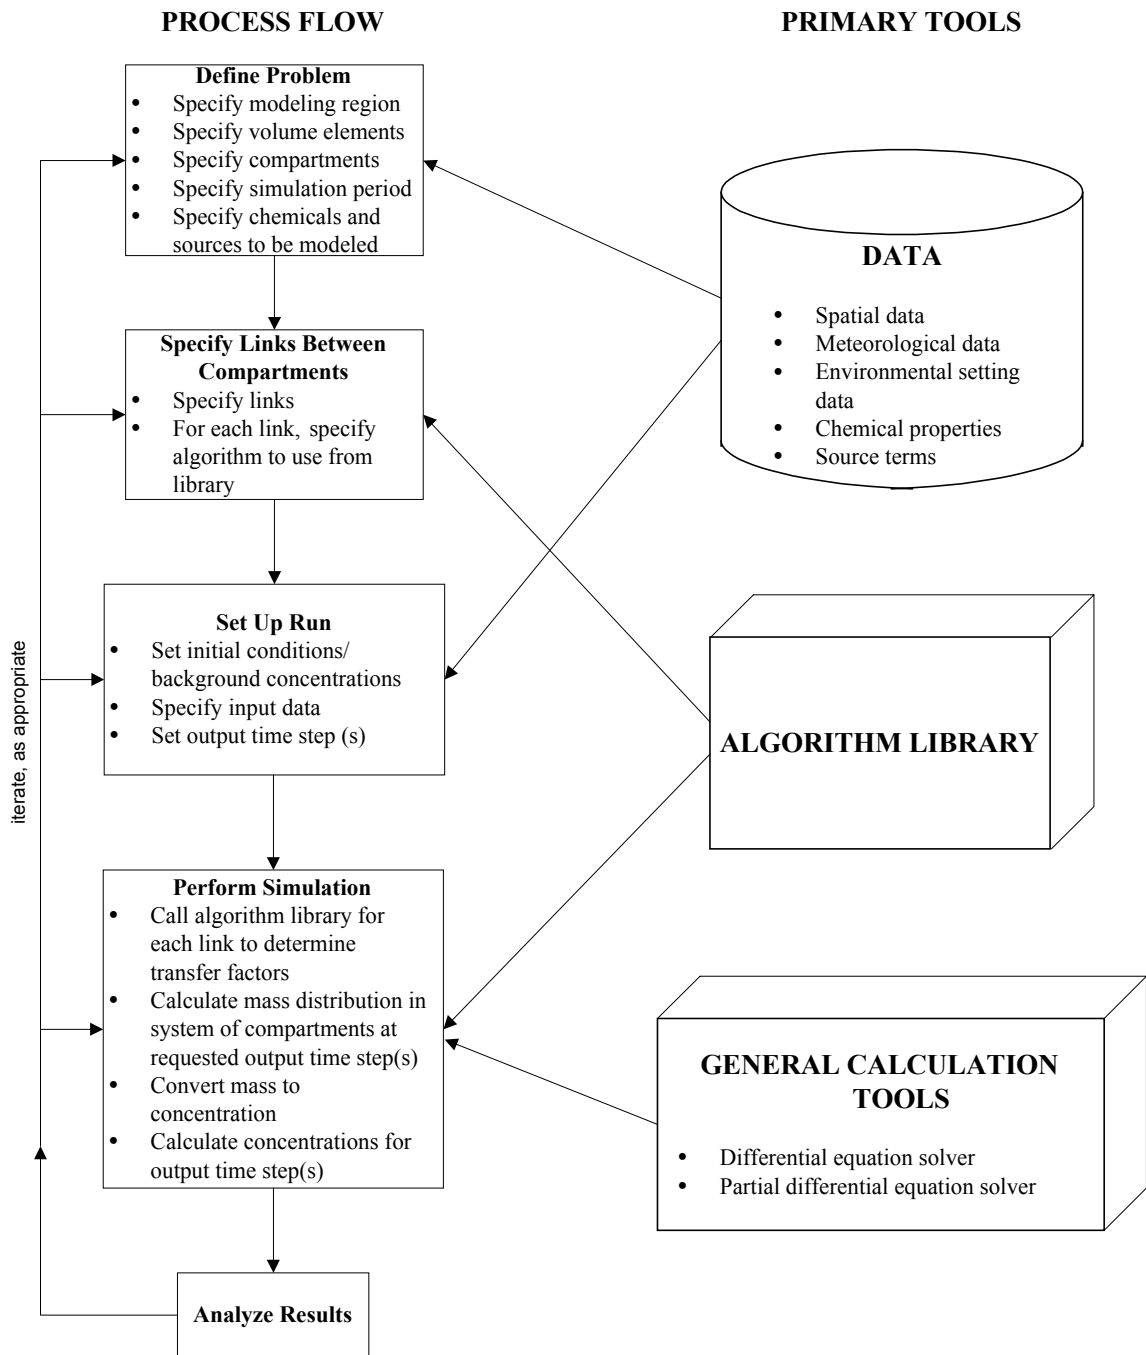 PROCESS FLOW
PRIMARY TOOLS
Define Problem
• Specify modeling region
• Specify volume elements
• Specify compartments
• Specify simulation period
• Specify chemicals and
sources to be modeled
Specify Links Between
Compartments
• Specify links
• For each link, specify
algorithm to use from
library
Set Up Run
• Set initial conditions/
background concentrations
• Specify input data
• Set output time step (s)
Perform Simulation
• Call algorithm library for
each link to determine
transfer factors
• Calculate mass distribution in
system of compartments at
requested output time step(s)
• Convert mass to
concentration
• Calculate concentrations for
output time step(s)
Analyze Results
iterate, as appropriate
DATA
• Spatial data
• Meteorological data
• Environmental setting
data
• Chemical properties
• Source terms
ALGORITHM LIBRARY
GENERAL CALCULATION
TOOLS
• Differential equation solver
• Partial differential equation solver